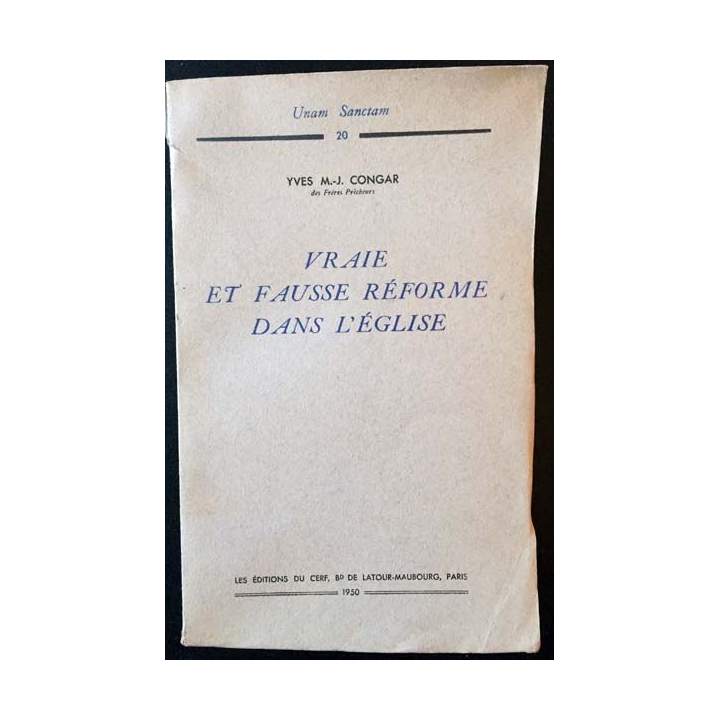 Unam Sanctam
20
YVES M.-J. CONGAR
des Frères Prêcheurs
VRAIE
ET FAUSSE RÉFORME
DANS L'ÉGLISE
LES ÉDITIONS DU CERF, BD DE LATOUR-MAUBOURG, PARIS
1950